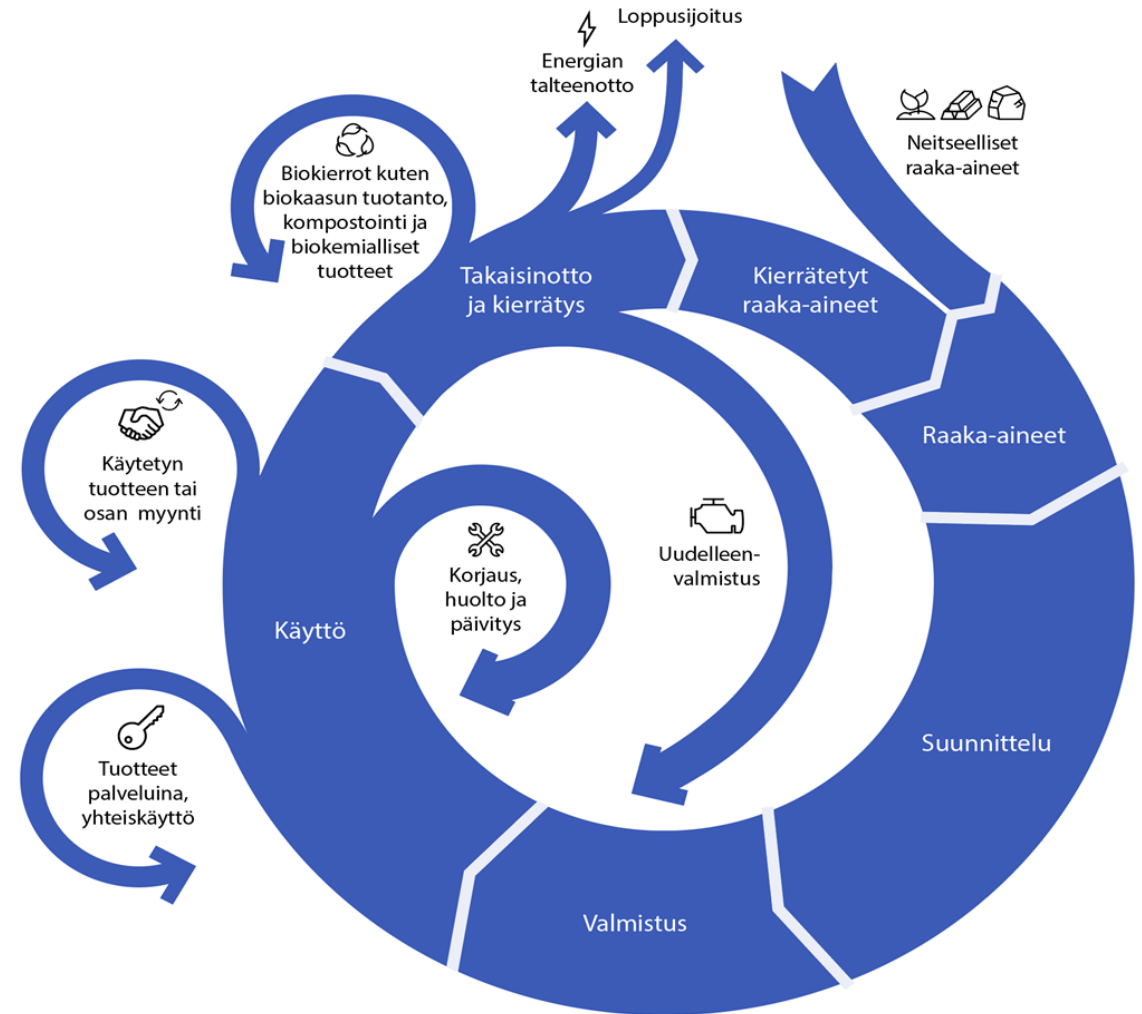 Loppusijoitus
Energian
talteenotto
Neitseelliset
raaka-aineet
Biokierrot kuten
biokaasun tuotanto,
kompostointi ja
biokemialliset
tuotteet
Takaisinotto
ja kierrätys
Kierrätetyt
raaka-aineet
Raaka-aineet
Käytetyn
tuotteen tai
osan myynti
Korjaus,
huolto ja
päivitys
Uudelleen-
valmistus
Käyttö
Suunnittelu
Tuotteet
palveluina,
yhteiskäyttö
Valmistus